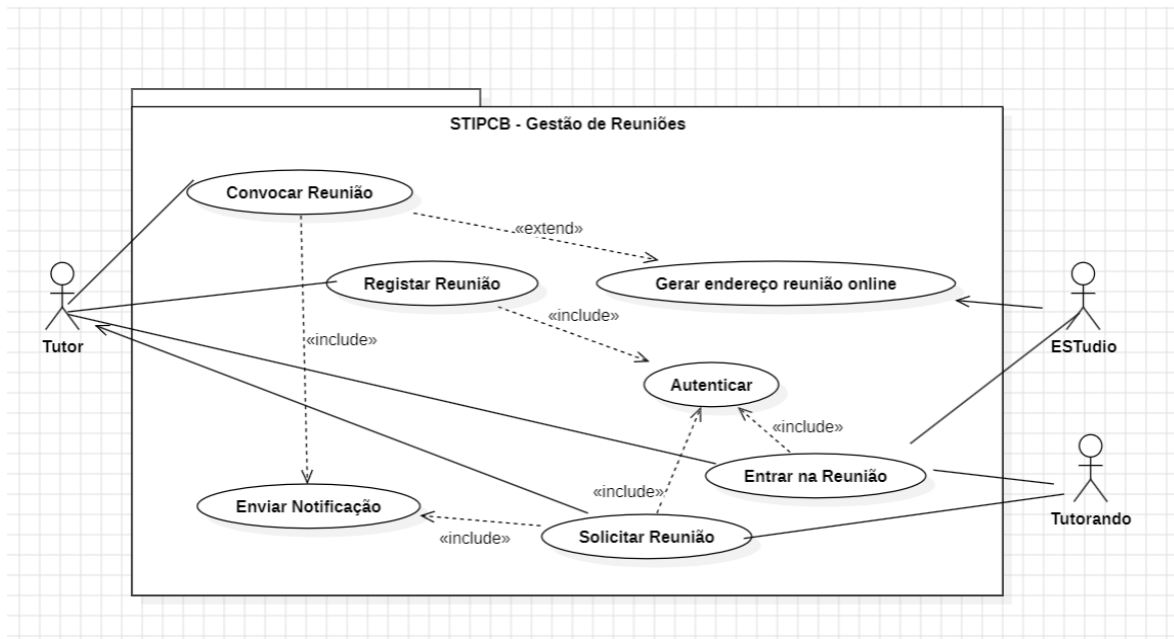 STIPCB - Gestão de Reuniões
Convocar Reunião
«extend»
Registar Reunião
Gerar endereço reunião online
«include»
«include»
Tutor
ESTudio
Autenticar
«include»
Entrar na Reunião
«include»
Enviar Notificação
Tutorando
«include»
Solicitar Reunião